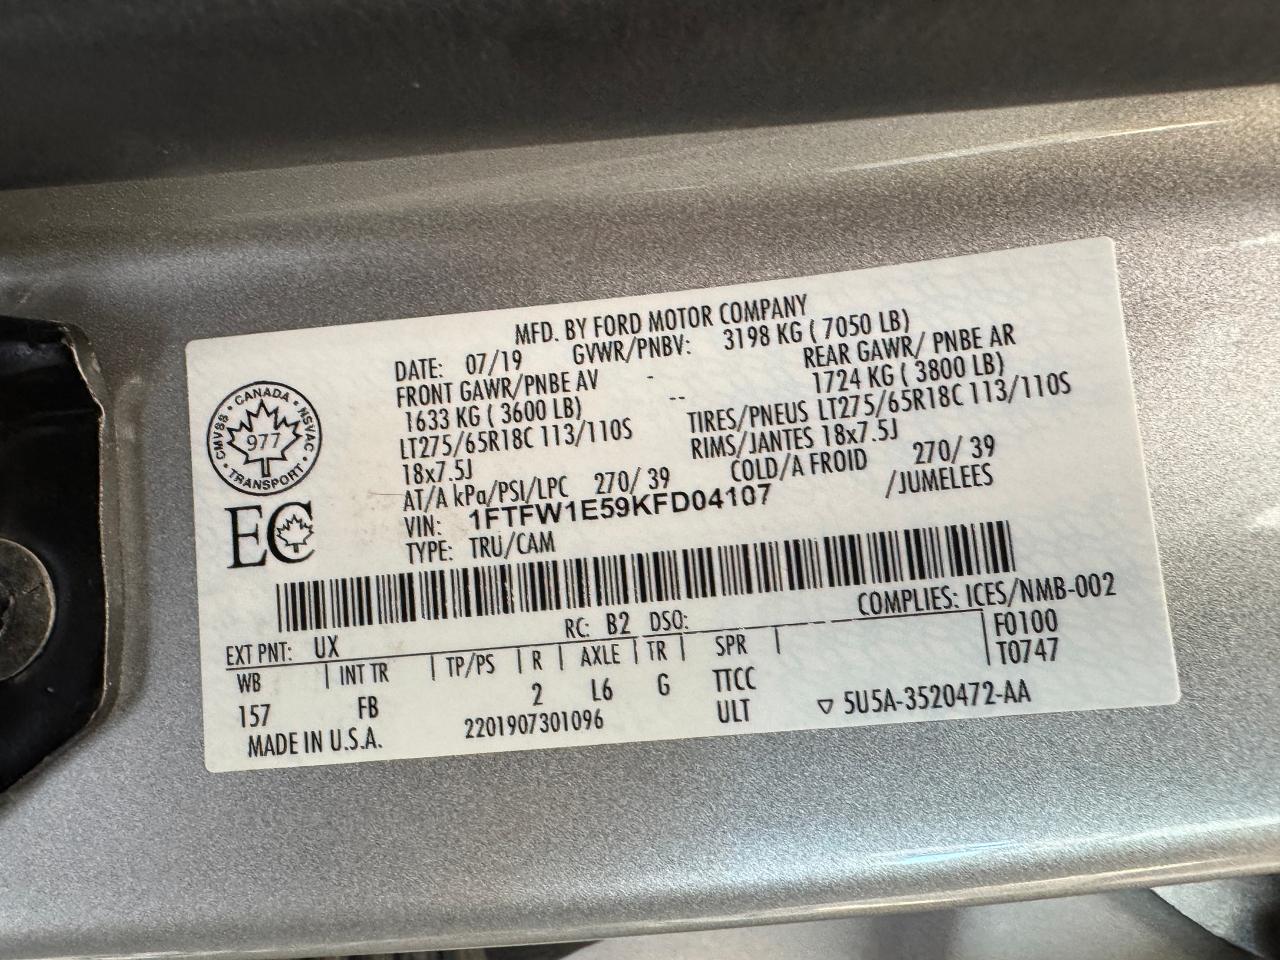 MFD. BY FORD MOTOR COMPANY
DATE: 07/19 GVWR/PNBV: 3198 KG ( 7050 LB)
FRONT GAWR/PNBE AV - REAR GAWR/ PNBE AR
1633 KG ( 3600 LB) -- 1724 KG ( 3800 LB)
LT275/65R18C 113/110S TIRES/PNEUS LT275/65R18C 113/110S
18x7.5J RIMS/JANTES 18x7.5J
AT/A kPa/PSI/LPC 270/ 39 COLD/A FROID 270/ 39
VIN: 1FTFW1E59KFD04107 /JUMELEES
TYPE: TRU/CAM
CMVSS • CANADA • NSVAC • TRANSPORT •
977
EC
COMPLIES: ICES/NMB-002
EXT PNT: UX RC: B2 DSO:
WB INT TR TP/PS R AXLE TR SPR F0100
157 FB 2 L6 G TTCC T0747
MADE IN U.S.A. 2201907301096 ULT ▽ 5U5A-3520472-AA